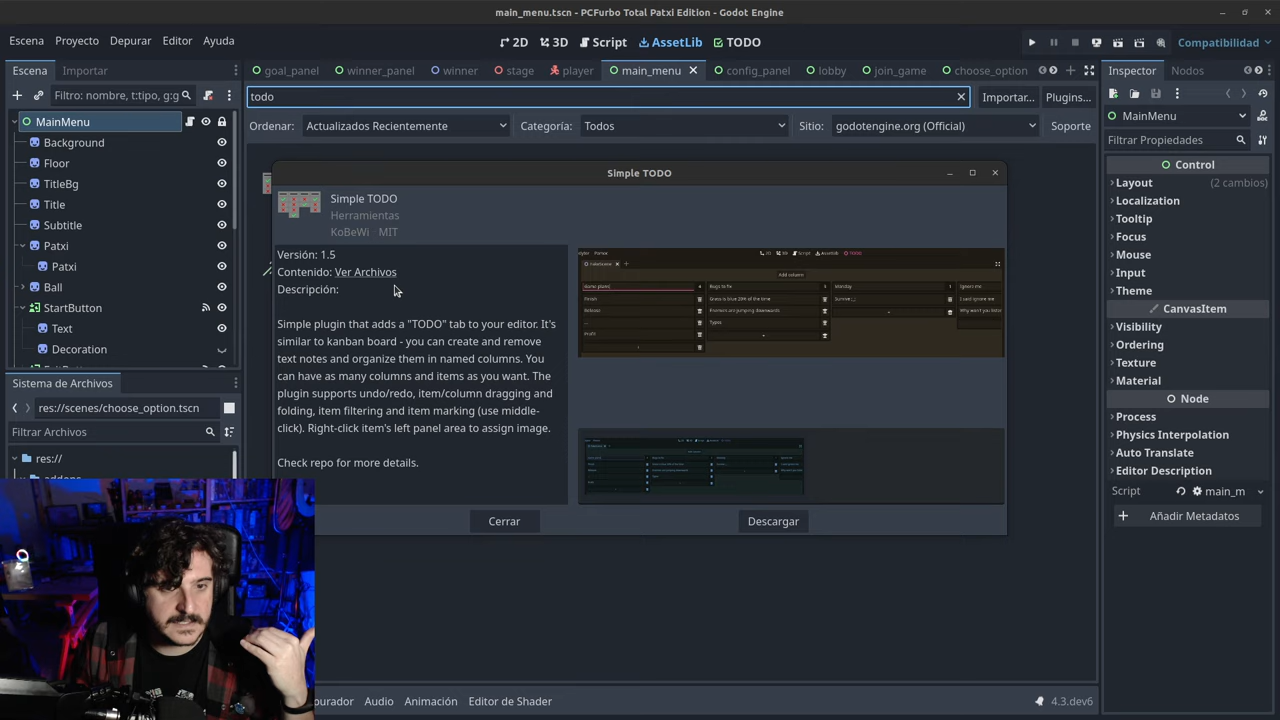 main_menu.tscn - PCFurbo Total Patxi Edition - Godot Engine
Escena Proyecto Depurar Editor Ayuda
2D 3D Script AssetLib TODO
Compatibilidad
Escena Importar
goal_panel winner_panel winner stage player main_menu config_panel lobby join_game choose_option
Inspector Nodos
Filtro: nombre, t:tipo, g:g
todo
Importar... Plugins...
MainMenu
Ordenar: Actualizados Recientemente Categoría: Todos Sitio: godotengine.org (Official) Soporte
MainMenu
Filtrar Propiedades
Background
Floor
TitleBg
Title
Subtitle
Patxi
Patxi
Ball
StartButton
Text
Decoration
Sistema de Archivos
res://scenes/choose_option.tscn
Filtrar Archivos
res://
Simple TODO
Simple TODO
Herramientas
KoBeWi MIT
Versión: 1.5
Contenido: Ver Archivos
Descripción:
Simple plugin that adds a "TODO" tab to your editor. It's
similar to kanban board - you can create and remove
text notes and organize them in named columns. You
can have as many columns and items as you want. The
plugin supports undo/redo, item/column dragging and
folding, item filtering and item marking (use middle-
click). Right-click item's left panel area to assign image.
Check repo for more details.
Add column
Bugs to fix
Monday
Ignore me
Cerrar Descargar
Control
Layout (2 cambios)
Localization
Tooltip
Focus
Mouse
Input
Theme
CanvasItem
Visibility
Ordering
Texture
Material
Node
Process
Physics Interpolation
Auto Translate
Editor Description
Script main_m
Añadir Metadatos
Audio Animación Editor de Shader
4.3.dev6